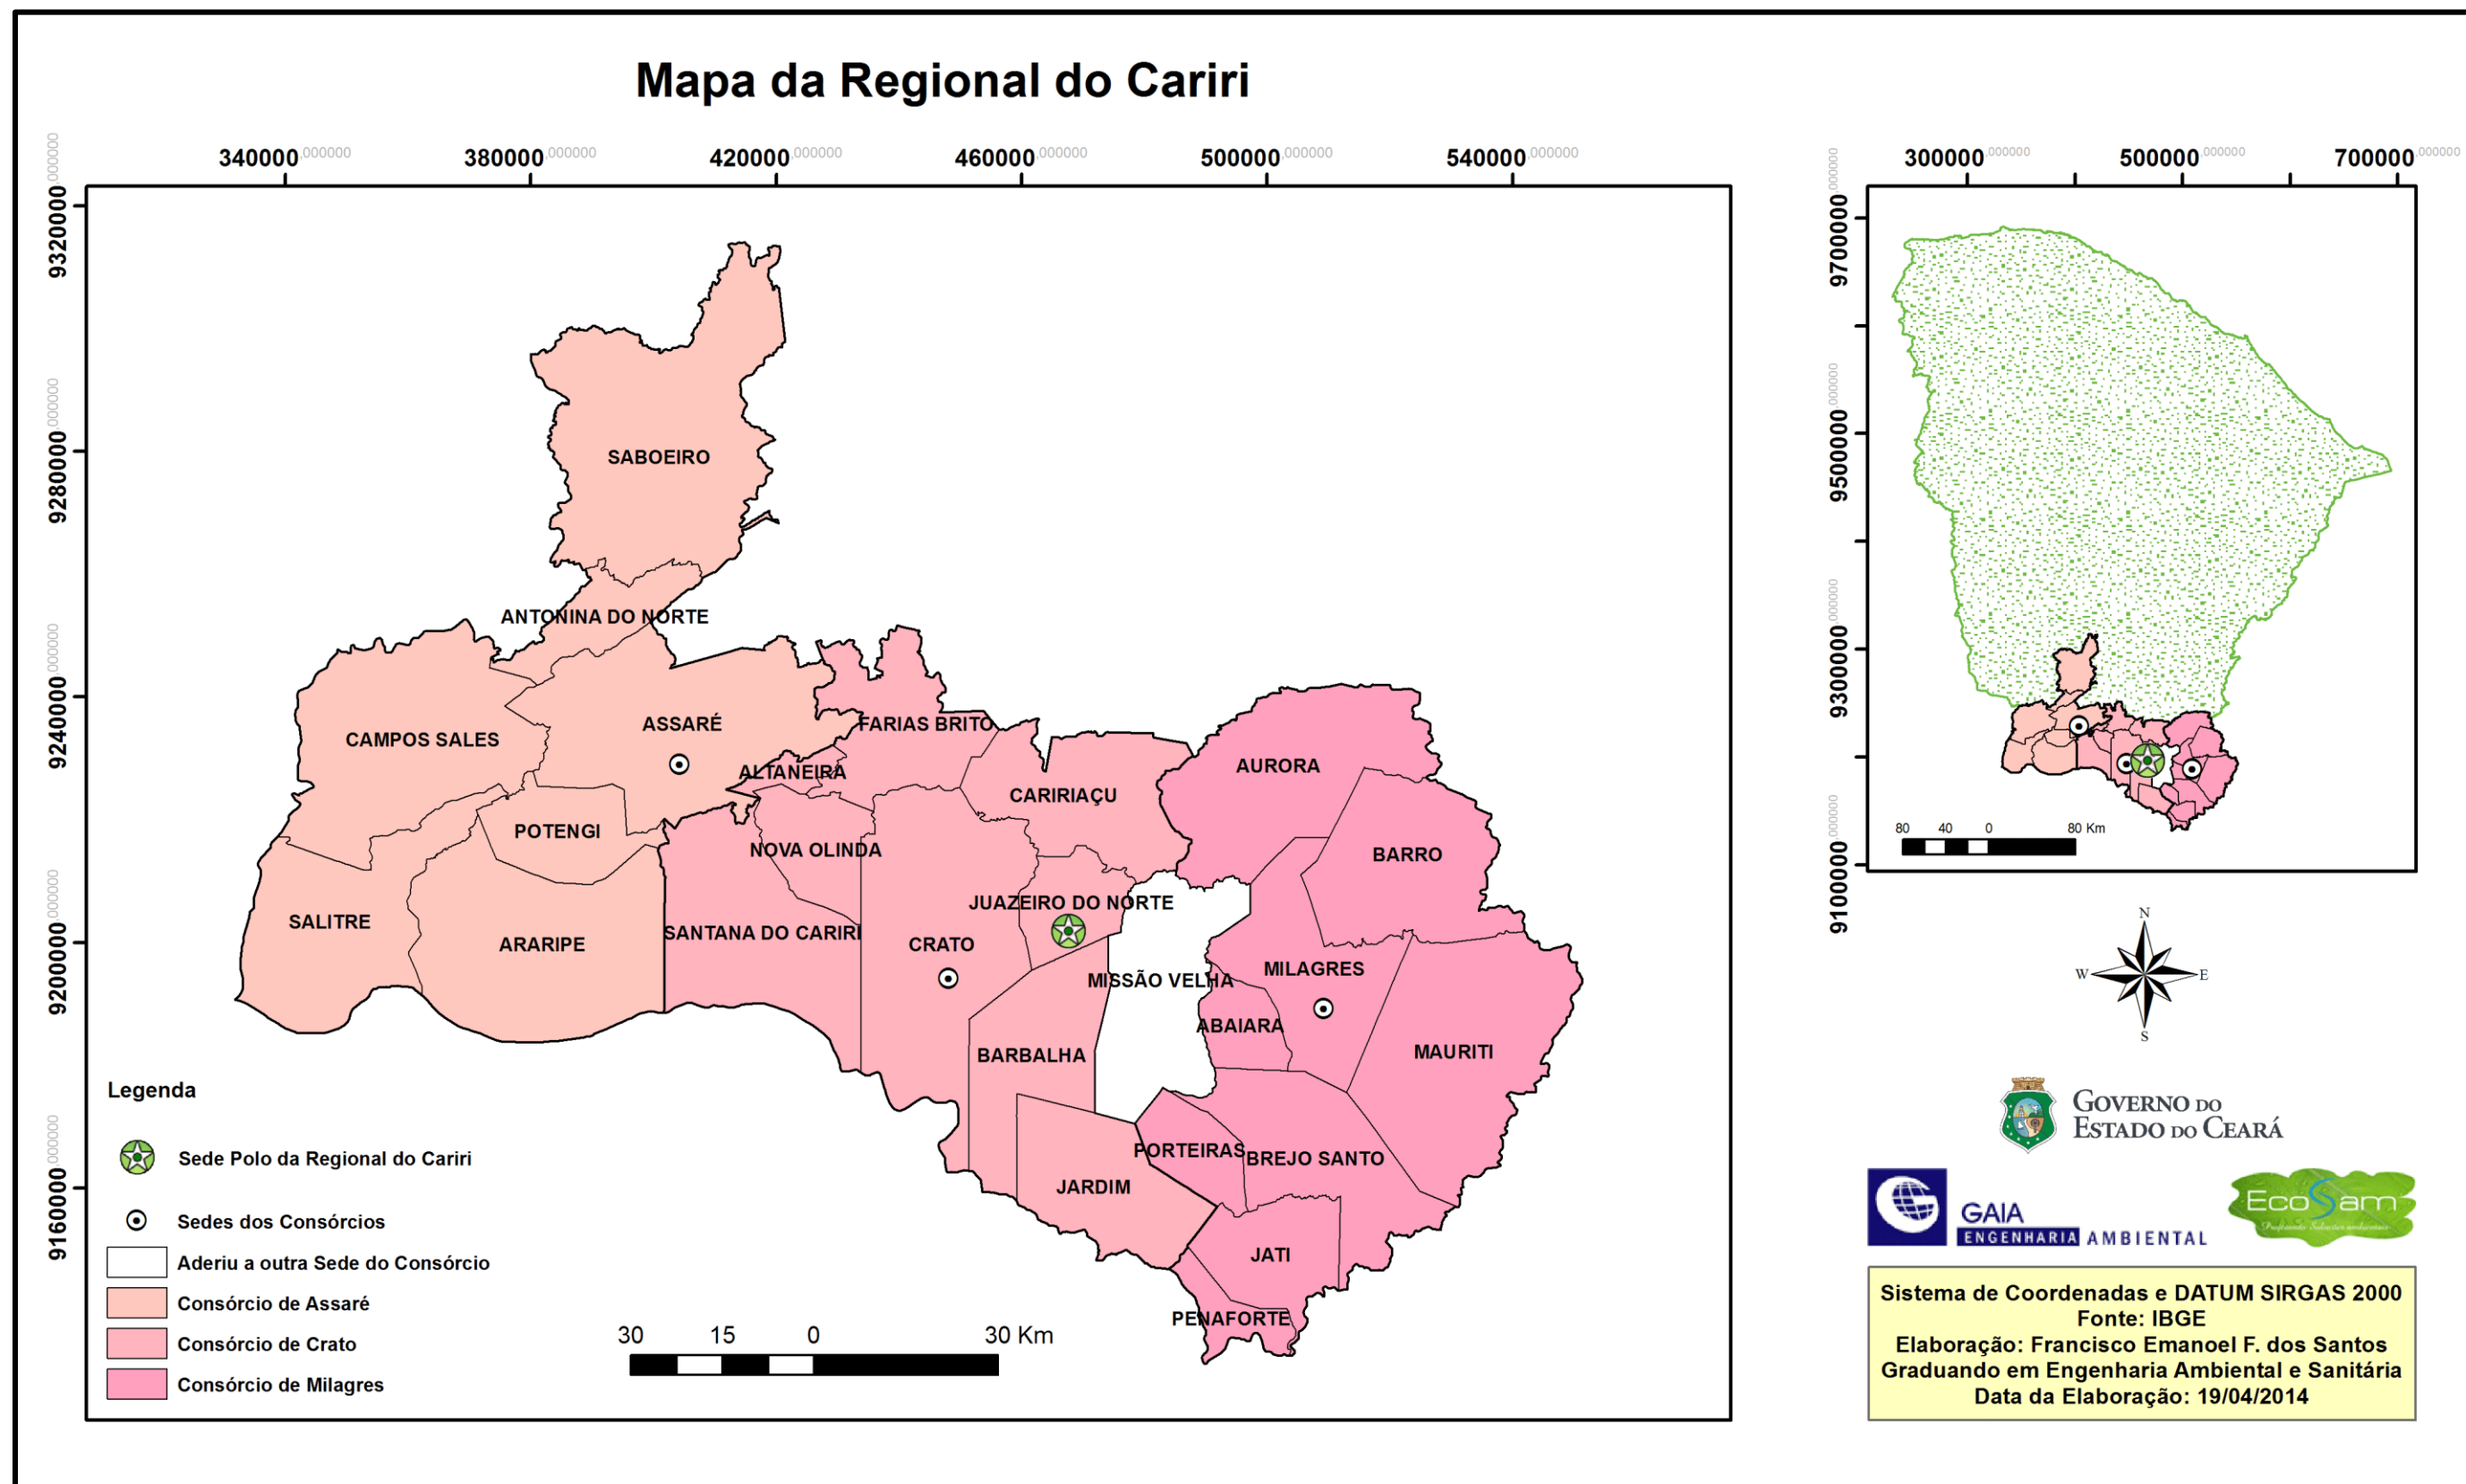 Mapa da Regional do Cariri
340000,000000 380000,000000 420000,000000 460000,000000 500000,000000 540000,000000
9320000,000000
9280000,000000
9240000,000000
9200000,000000
9160000,000000
SABOEIRO
ANTONINA DO NORTE
CAMPOS SALES
ASSARÉ
FARIAS BRITO
ALTANEIRA
AURORA
CARIRIAÇU
POTENGI
NOVA OLINDA
BARRO
JUAZEIRO DO NORTE
SALITRE
ARARIPE
SANTANA DO CARIRI
CRATO
MILAGRES
MISSÃO VELHA
ABAIARA
BARBALHA
MAURITI
PORTEIRAS
BREJO SANTO
JARDIM
JATI
PENAFORTE
Legenda
Sede Polo da Regional do Cariri
Sedes dos Consórcios
Aderiu a outra Sede do Consórcio
Consórcio de Assaré
Consórcio de Crato
Consórcio de Milagres
30 15 0 30 Km
300000,000000 500000,000000 700000,000000
9700000,000000
9500000,000000
9300000,000000
9100000,000000
80 40 0 80 Km
N
W E
S
GOVERNO DO
ESTADO DO CEARÁ
GAIA
ENGENHARIA AMBIENTAL
EcoSam
Sistema de Coordenadas e DATUM SIRGAS 2000
Fonte: IBGE
Elaboração: Francisco Emanoel F. dos Santos
Graduando em Engenharia Ambiental e Sanitária
Data da Elaboração: 19/04/2014